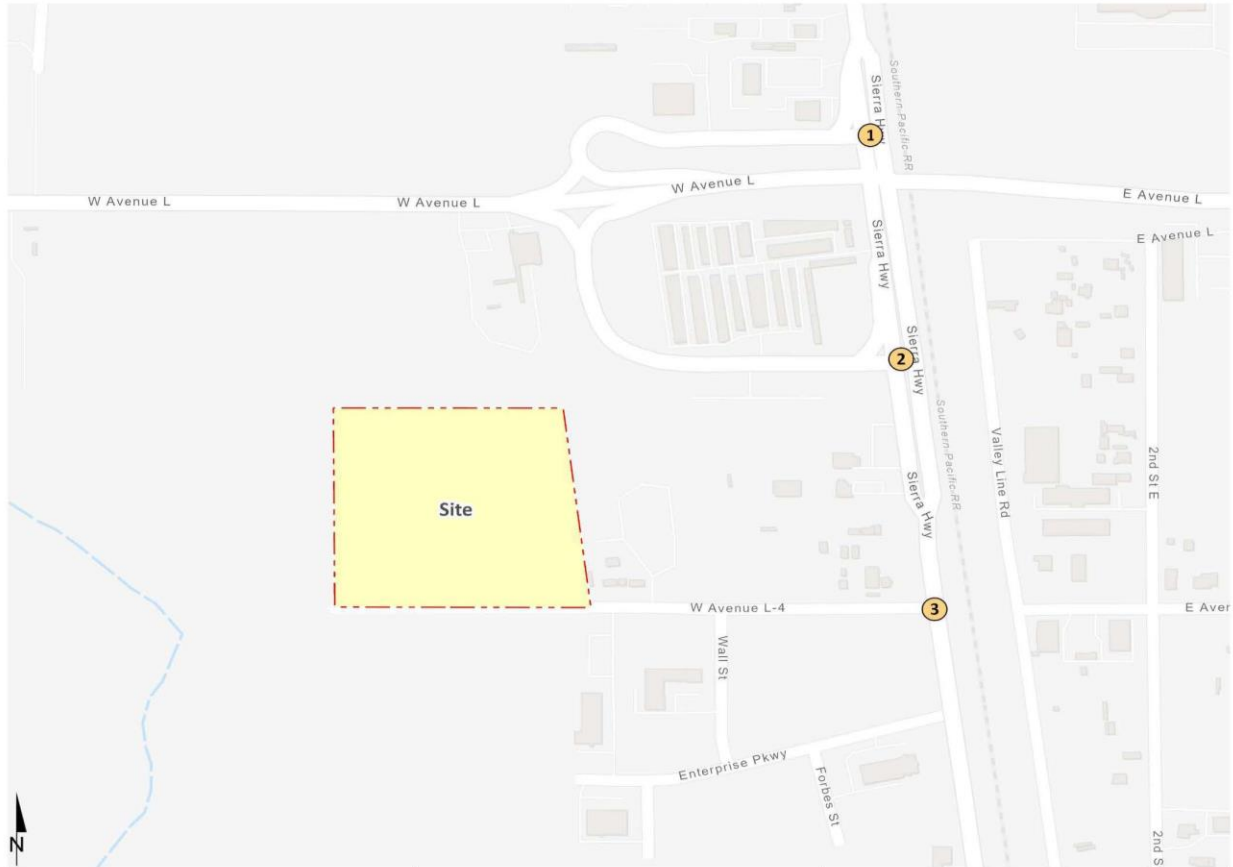 Southern-Pacific-RR
Sierra Hwy
1
W Avenue L
W Avenue L
W Avenue L
E Avenue L
E Avenue L
Sierra Hwy
2
Sierra Hwy
Southern-Pacific-RR
Valley Line Rd
2nd St E
Site
Sierra Hwy
W Avenue L-4
3
E Aver
Wall St
Enterprise Pkwy
Forbes St
2nd S
N